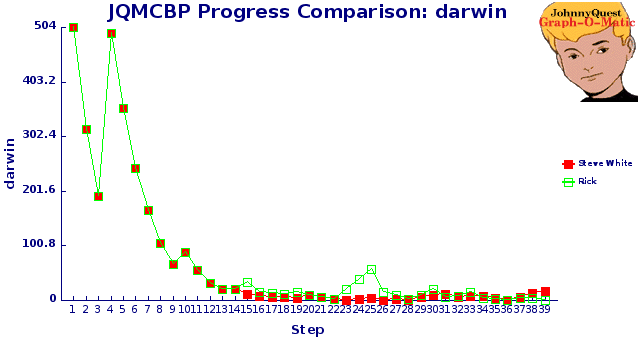 JQMCBP Progress Comparison: darwin
JohnnyQuest
Graph-O-Matic
504
403.2
302.4
201.6
100.8
0
darwin
Steve White
Rick
1 2 3 4 5 6 7 8 9 10 11 12 13 14 15 16 17 18 19 20 21 22 23 24 25 26 27 28 29 30 31 32 33 34 35 36 37 38 39
Step